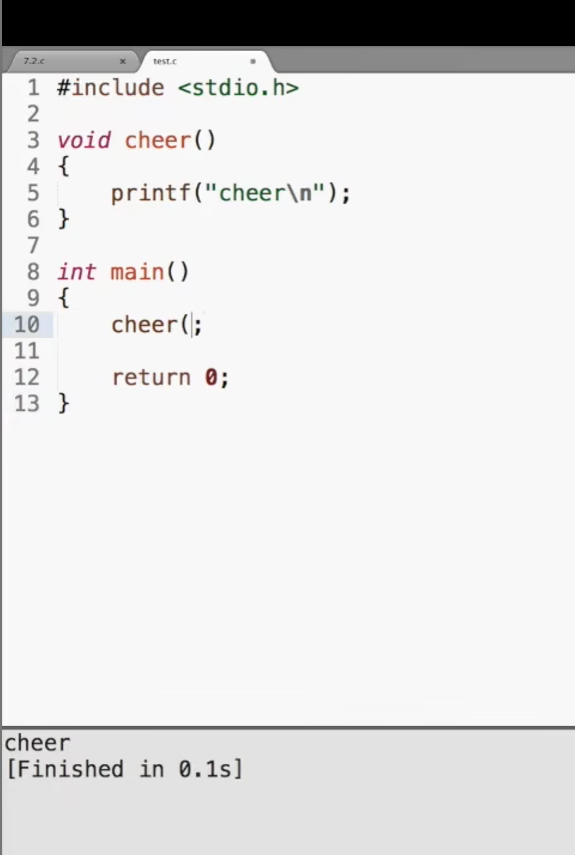 7.2.c × test.c
1 #include <stdio.h>
2
3 void cheer()
4 {
5     printf("cheer\n");
6 }
7
8 int main()
9 {
10     cheer(;
11
12     return 0;
13 }
cheer
[Finished in 0.1s]